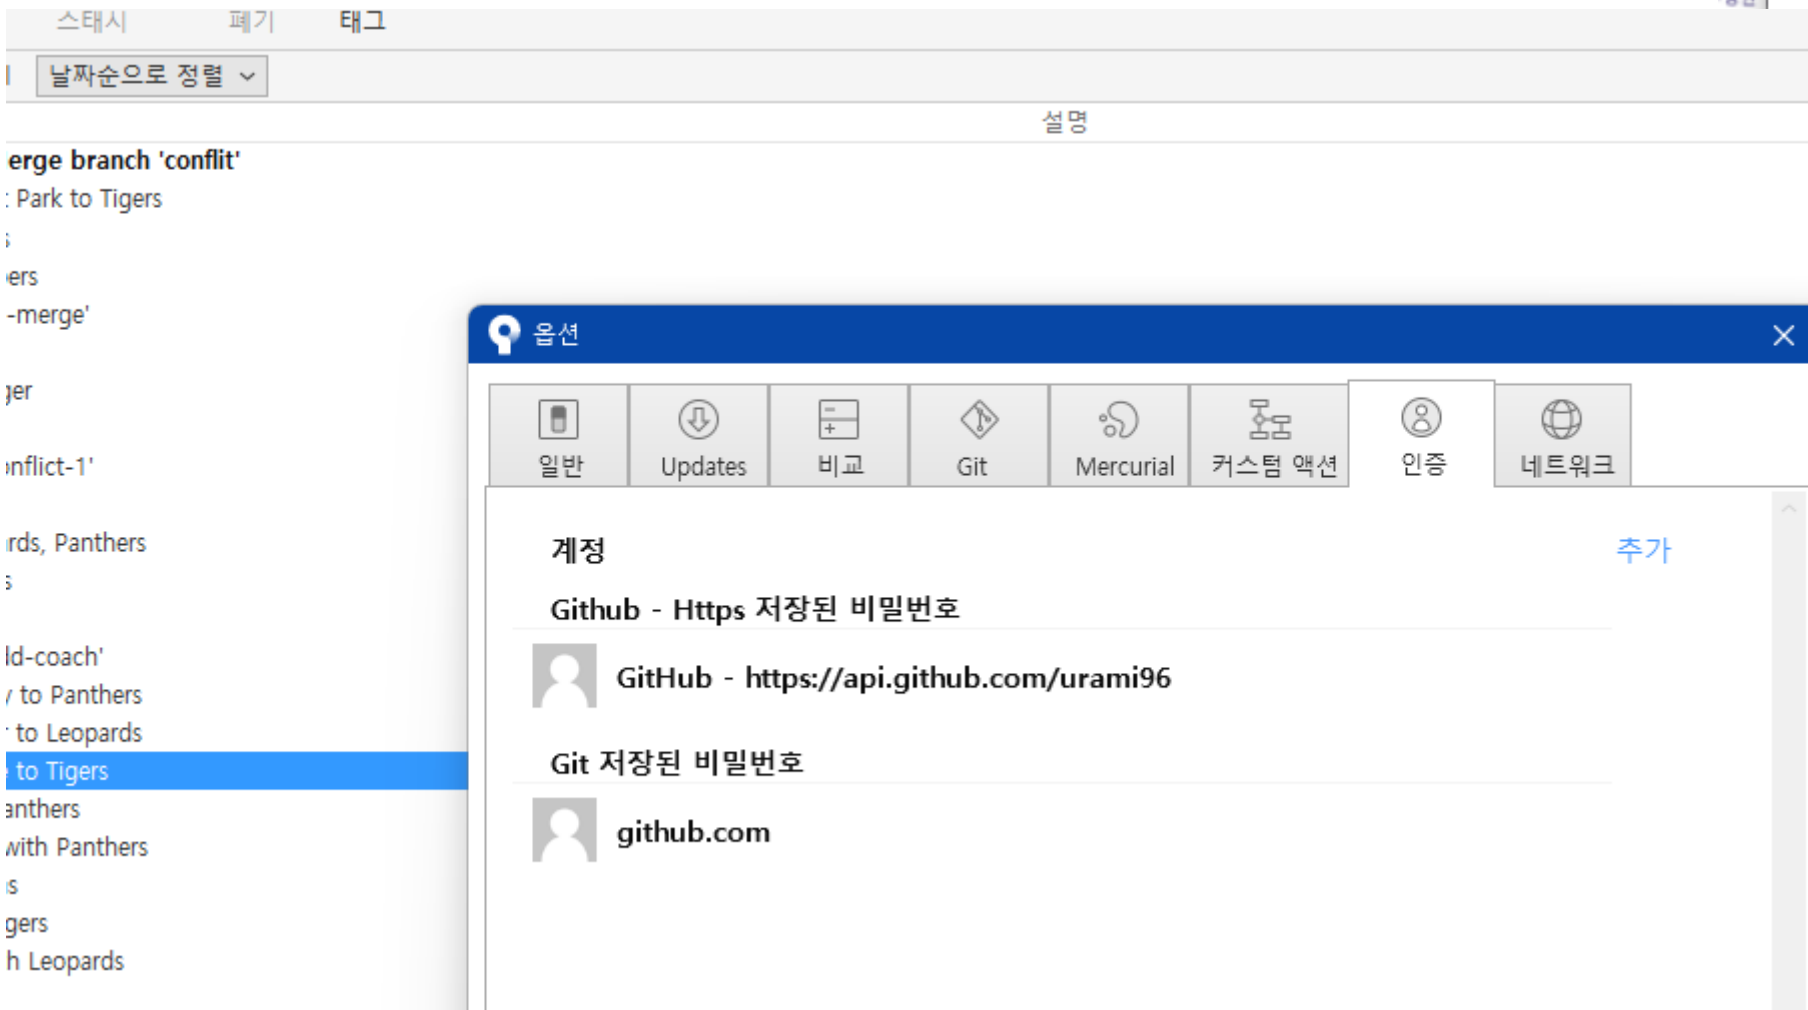 스태시 폐기 태그
날짜순으로 정렬
설명
erge branch 'conflit'
: Park to Tigers
s
ers
-merge'
ger
onflict-1'
rds, Panthers
s
dd-coach'
y to Panthers
to Leopards
to Tigers
anthers
with Panthers
s
gers
h Leopards
옵션
일반 Updates 비교 Git Mercurial 커스텀 액션 인증 네트워크
계정 추가
Github - Https 저장된 비밀번호
GitHub - https://api.github.com/urami96
Git 저장된 비밀번호
github.com